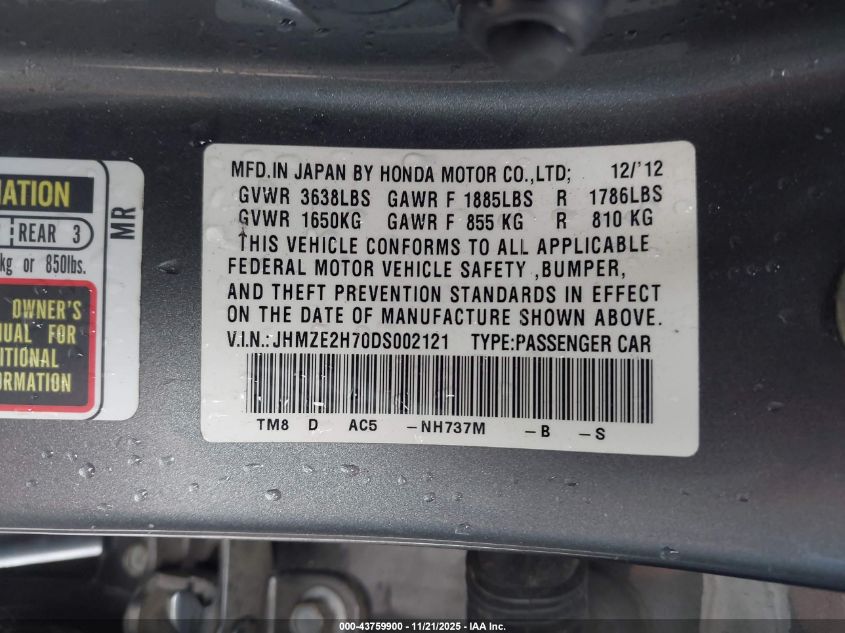 MATION
REAR 3
kg or 850lbs.
OWNER'S
FOR
FORMATION
MR
MFD.IN JAPAN BY HONDA MOTOR CO.,LTD; 12/'12
GVWR 3638LBS GAWR F 1885LBS R 1786LBS
GVWR 1650KG GAWR F 855 KG R 810 KG
THIS VEHICLE CONFORMS TO ALL APPLICABLE
FEDERAL MOTOR VEHICLE SAFETY ,BUMPER,
AND THEFT PREVENTION STANDARDS IN EFFECT
ON THE DATE OF MANUFACTURE SHOWN ABOVE.
V.I.N.:JHMZE2H70DS002121 TYPE:PASSENGER CAR
TM8 D AC5 -NH737M -B -S
000-43759900 - 11/21/2025 - IAA Inc.